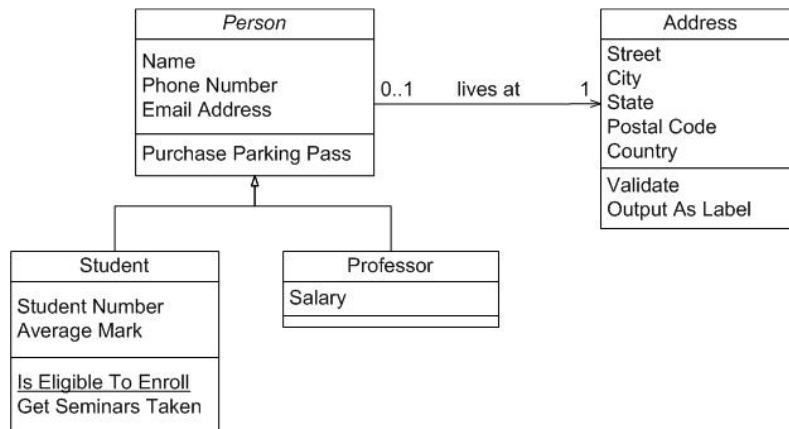 Person
Name
Phone Number
Email Address
Purchase Parking Pass
0..1 lives at 1
Address
Street
City
State
Postal Code
Country
Validate
Output As Label
Student
Student Number
Average Mark
Is Eligible To Enroll
Get Seminars Taken
Professor
Salary